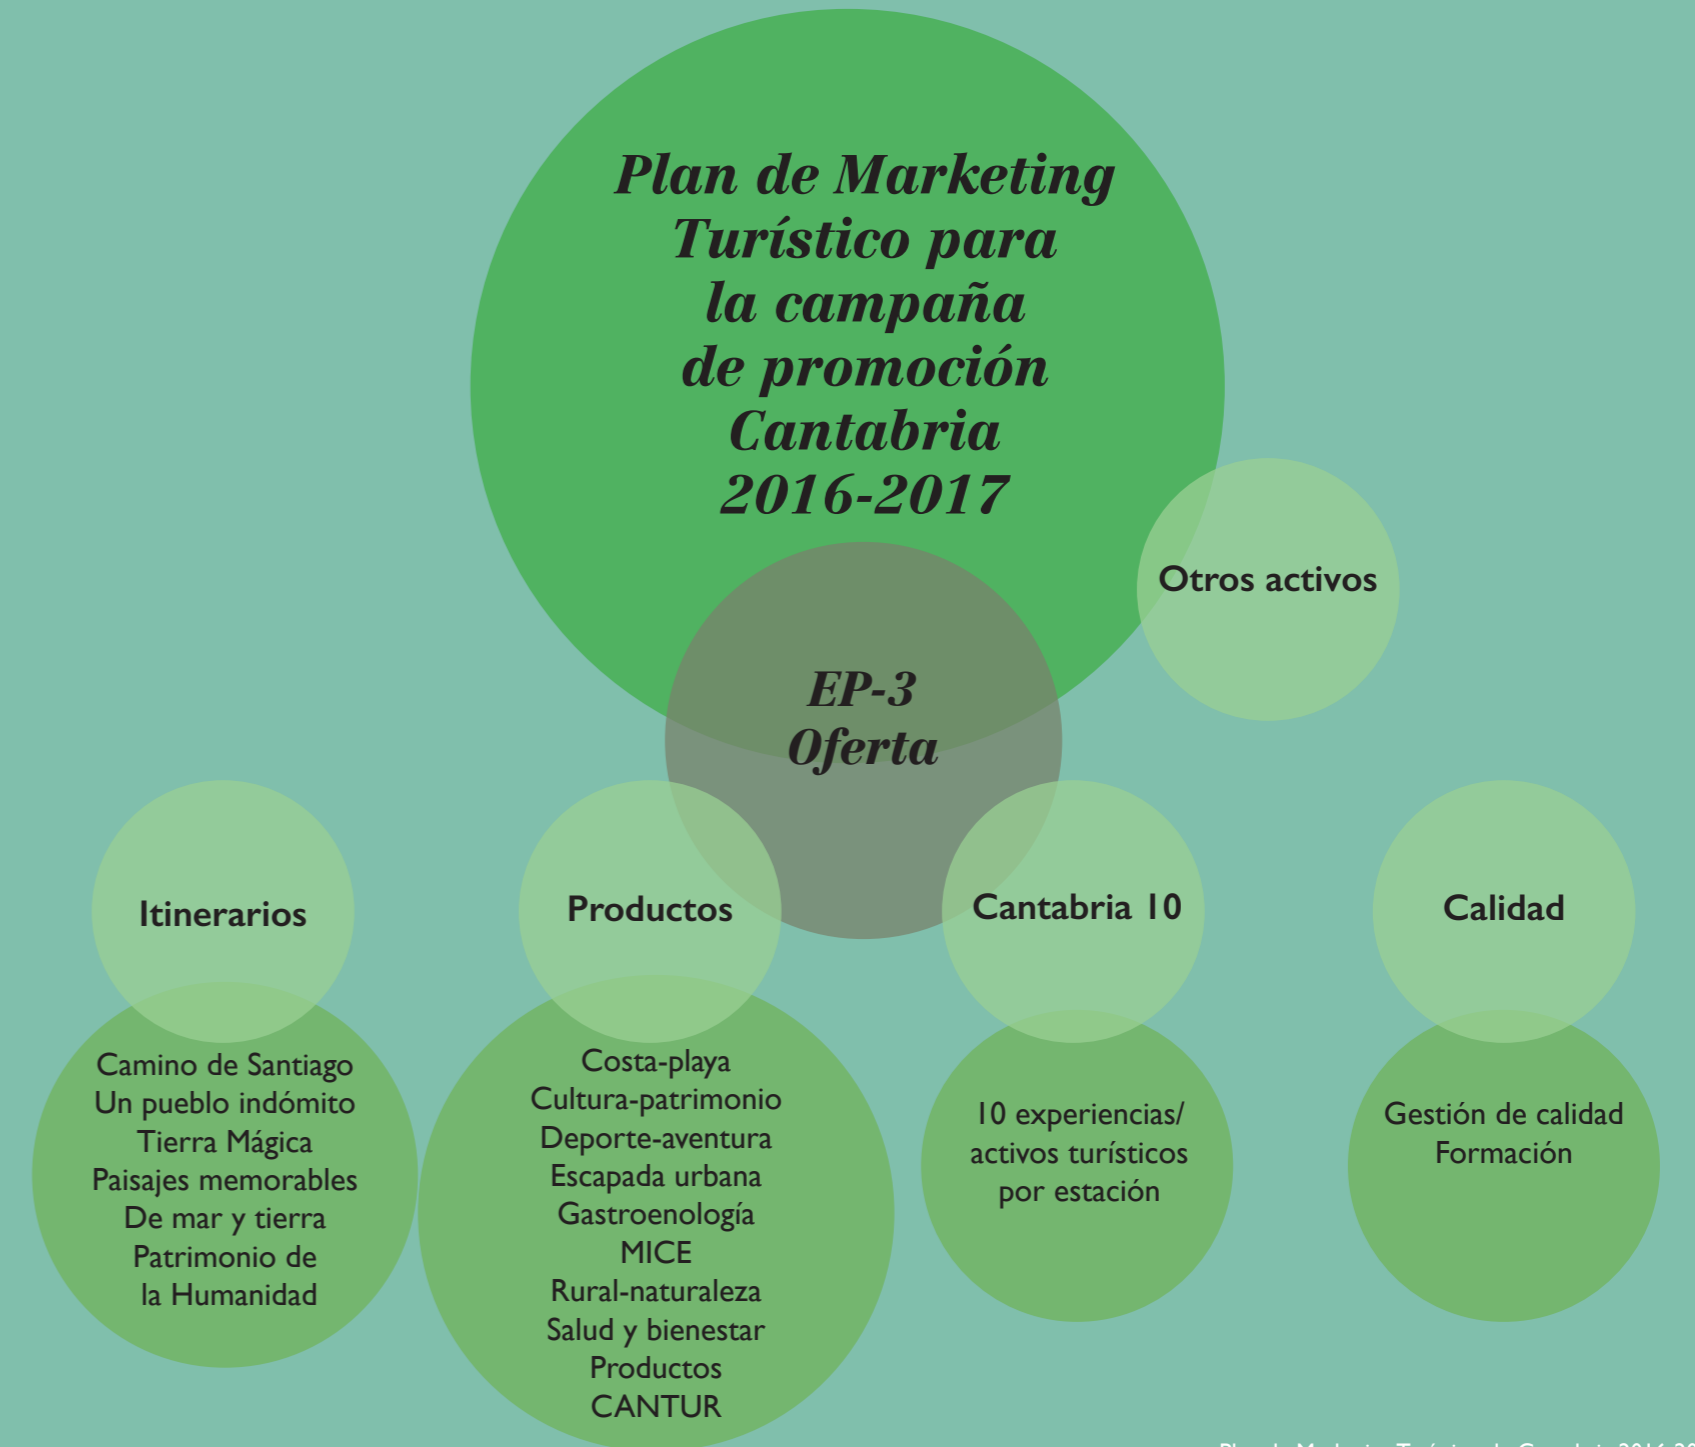 Plan de Marketing
Turístico para
la campaña
de promoción
Cantabria
2016-2017
Otros activos
EP-3
Oferta
Itinerarios
Productos
Cantabria 10
Calidad
Camino de Santiago
Un pueblo indómito
Tierra Mágica
Paisajes memorables
De mar y tierra
Patrimonio de
la Humanidad
Costa-playa
Cultura-patrimonio
Deporte-aventura
Escapada urbana
Gastroenología
MICE
Rural-naturaleza
Salud y bienestar
Productos
CANTUR
10 experiencias/
activos turísticos
por estación
Gestión de calidad
Formación